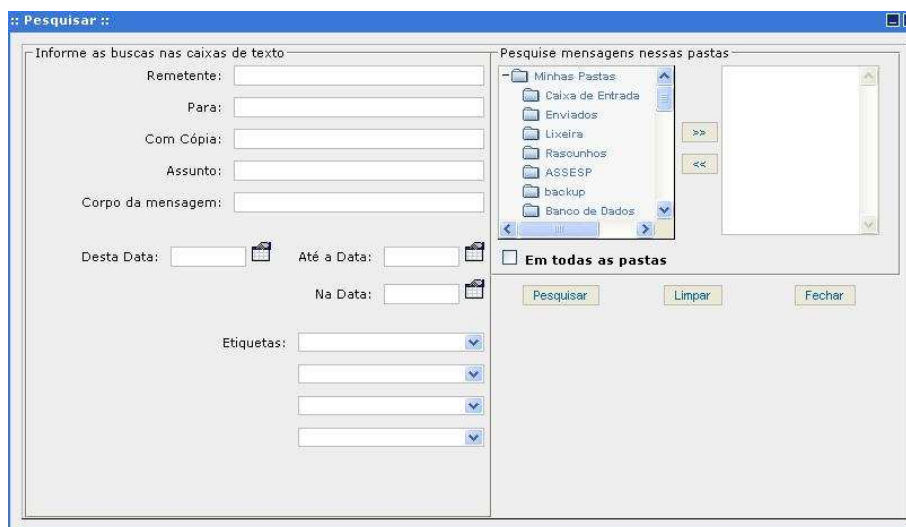 :: Pesquisar ::
Informe as buscas nas caixas de texto
Remetente:
Para:
Com Cópia:
Assunto:
Corpo da mensagem:
Desta Data:
Até a Data:
Na Data:
Etiquetas:
Pesquise mensagens nessas pastas
Minhas Pastas
Caixa de Entrada
Enviados
Lixeira
Rascunhos
ASSESP
backup
Banco de Dados
>>
<<
Em todas as pastas
Pesquisar
Limpar
Fechar